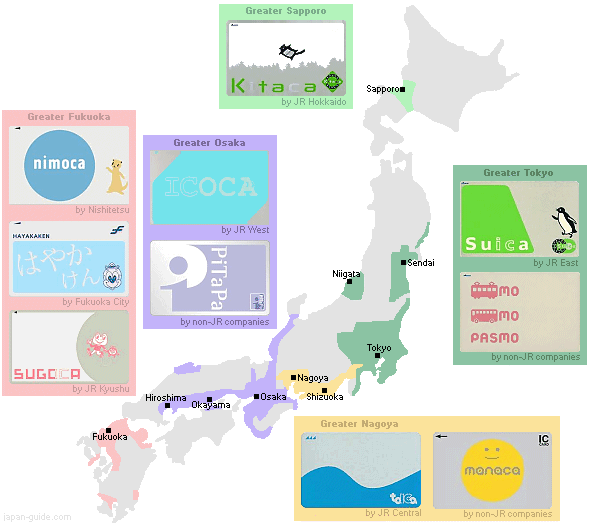 Greater Sapporo
Kitaca
by JR Hokkaido
Sapporo
Greater Fukuoka
nimoca
by Nishitetsu
HAYAKAKEN
はやか
けん
by Fukuoka City
SUGOCA
by JR Kyushu
Greater Osaka
ICOCA
by JR West
PiTaPa
by non-JR companies
Greater Tokyo
Suica
by JR East
MO
MO
PASMO
by non-JR companies
Sendai
Niigata
Tokyo
Nagoya
Shizuoka
Hiroshima
Okayama
Osaka
Fukuoka
Greater Nagoya
toica
by JR Central
IC
CARD
manaca
by non-JR companies
japan-guide.com